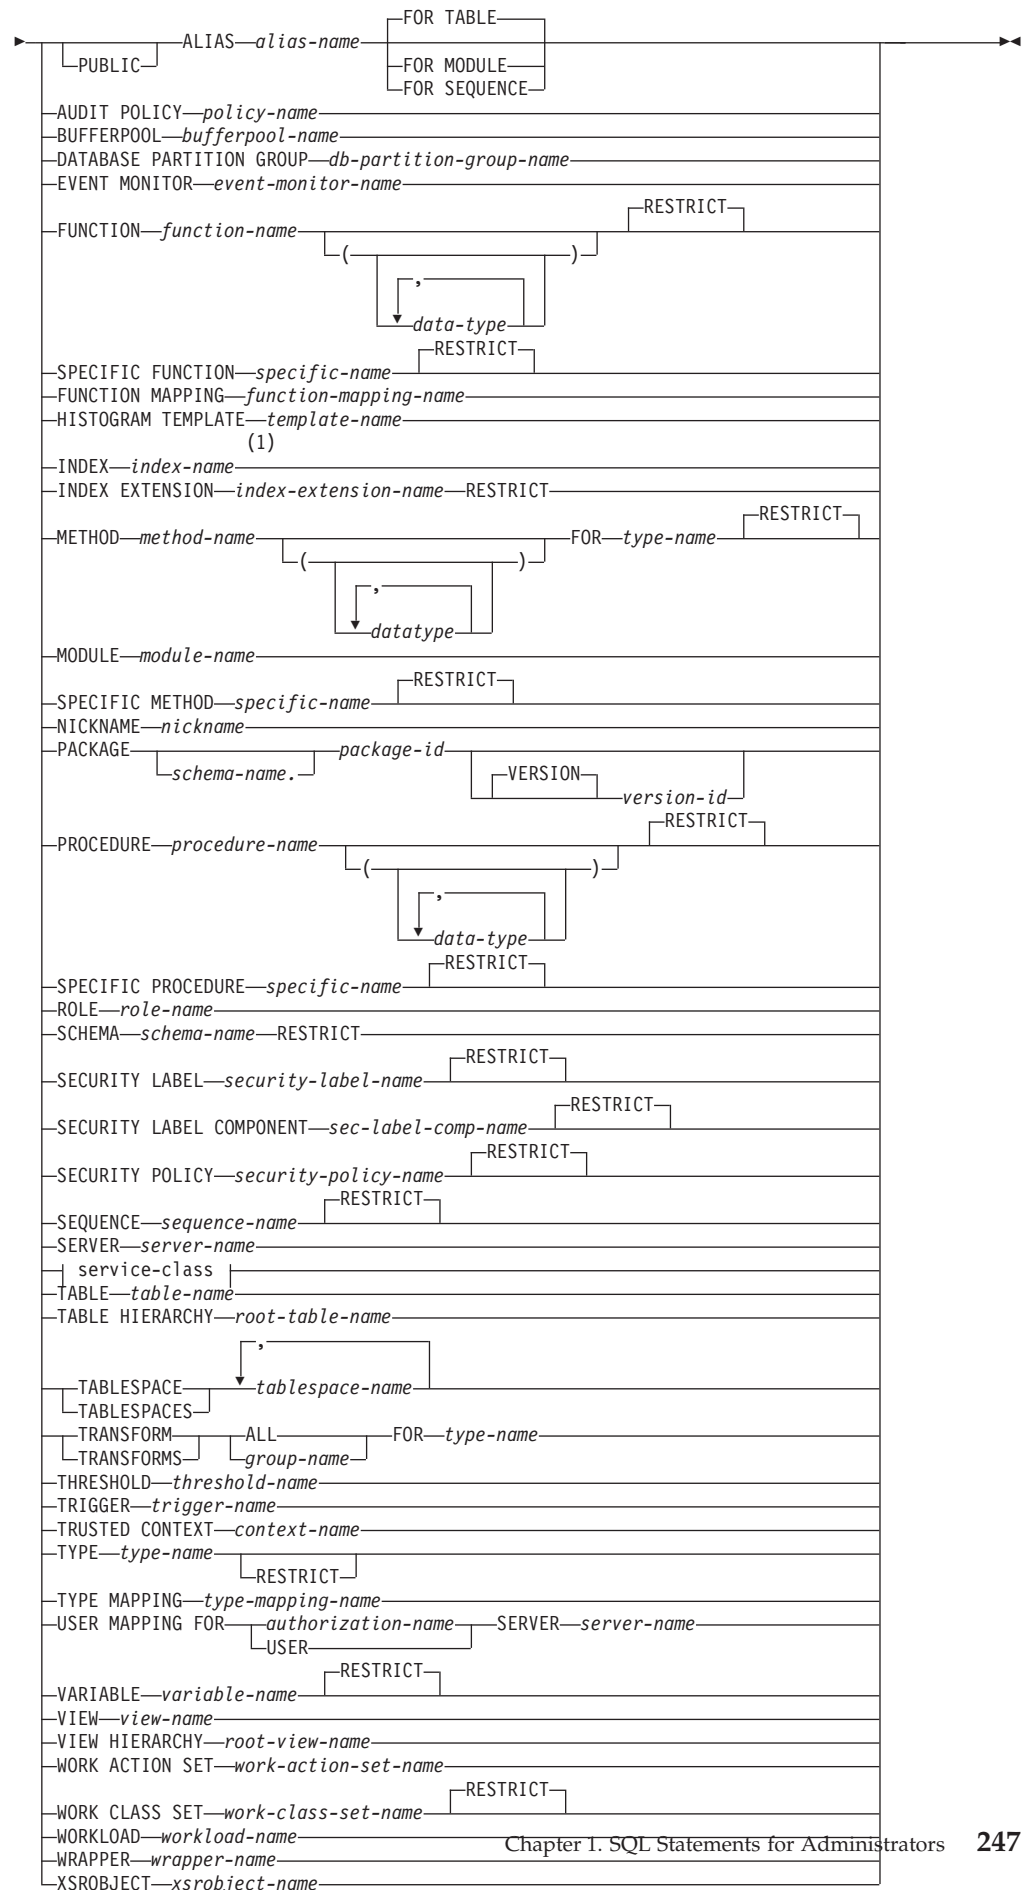 FOR TABLE
ALIAS alias-name
PUBLIC FOR MODULE
FOR SEQUENCE
AUDIT POLICY policy-name
BUFFERPOOL bufferpool-name
DATABASE PARTITION GROUP db-partition-group-name
EVENT MONITOR event-monitor-name
RESTRICT
FUNCTION function-name
( )
,
data-type
RESTRICT
SPECIFIC FUNCTION specific-name
FUNCTION MAPPING function-mapping-name
HISTOGRAM TEMPLATE template-name
(1)
INDEX index-name
INDEX EXTENSION index-extension-name RESTRICT
RESTRICT
METHOD method-name FOR type-name
( )
,
datatype
MODULE module-name
RESTRICT
SPECIFIC METHOD specific-name
NICKNAME nickname
PACKAGE package-id
schema-name. VERSION
version-id
RESTRICT
PROCEDURE procedure-name
( )
,
data-type
RESTRICT
SPECIFIC PROCEDURE specific-name
ROLE role-name
SCHEMA schema-name RESTRICT
RESTRICT
SECURITY LABEL security-label-name
RESTRICT
SECURITY LABEL COMPONENT sec-label-comp-name
RESTRICT
SECURITY POLICY security-policy-name
RESTRICT
SEQUENCE sequence-name
SERVER server-name
service-class
TABLE table-name
TABLE HIERARCHY root-table-name
,
TABLESPACE tablespace-name
TABLESPACES
TRANSFORM ALL FOR type-name
TRANSFORMS group-name
THRESHOLD threshold-name
TRIGGER trigger-name
TRUSTED CONTEXT context-name
TYPE type-name
RESTRICT
TYPE MAPPING type-mapping-name
USER MAPPING FOR authorization-name SERVER server-name
USER
RESTRICT
VARIABLE variable-name
VIEW view-name
VIEW HIERARCHY root-view-name
WORK ACTION SET work-action-set-name
RESTRICT
WORK CLASS SET work-class-set-name
WORKLOAD workload-name
Chapter 1. SQL Statements for Administrators 247
WRAPPER wrapper-name
XSROBJECT xsrobject-name